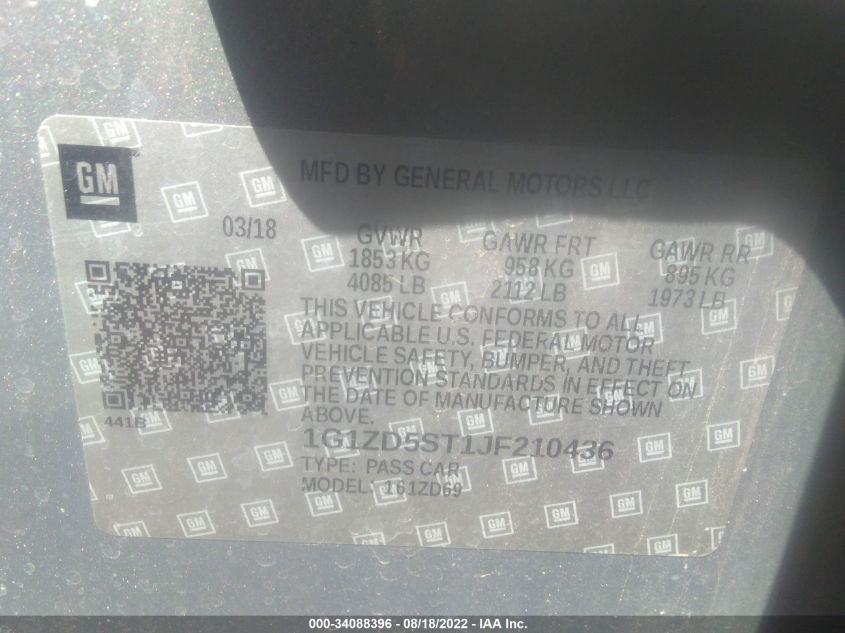 GM
MFD BY GENERAL MOTORS LLC
03/18
GVWR GAWR FRT GAWR RR
1853 KG 958 KG 895 KG
4085 LB 2112 LB 1973 LB
THIS VEHICLE CONFORMS TO ALL
APPLICABLE U.S. FEDERAL MOTOR
VEHICLE SAFETY, BUMPER, AND THEFT
PREVENTION STANDARDS IN EFFECT ON
THE DATE OF MANUFACTURE SHOWN
ABOVE.
441B
1G1ZD5ST1JF210436
TYPE: PASS CAR
MODEL: 161ZD69
000-34088396 - 08/18/2022 - IAA Inc.